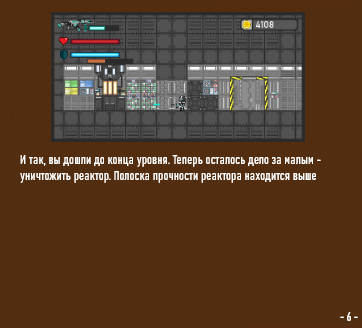 4108
И так, вы дошли до конца уровня. Теперь осталось дело за малым -
уничтожить реактор. Полоска прочности реактора находится выше
- 6 -